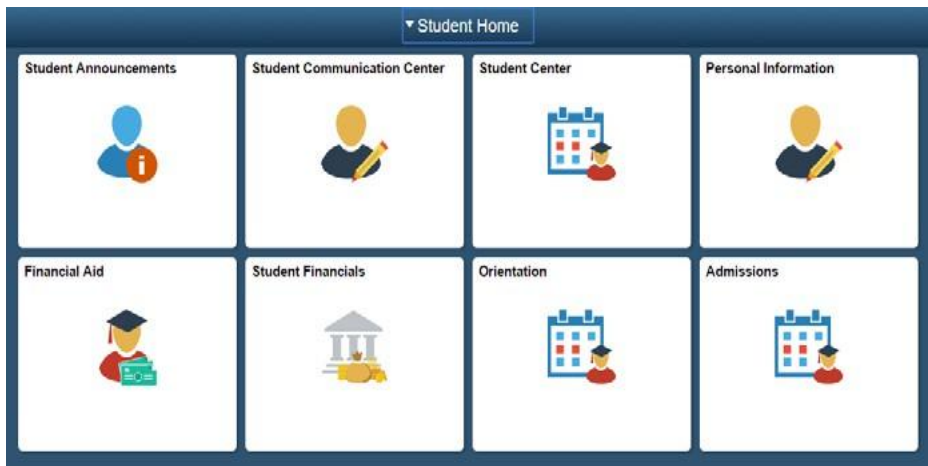 Student Home
Student Announcements
Student Communication Center
Student Center
Personal Information
i
Financial Aid
Student Financials
Orientation
Admissions